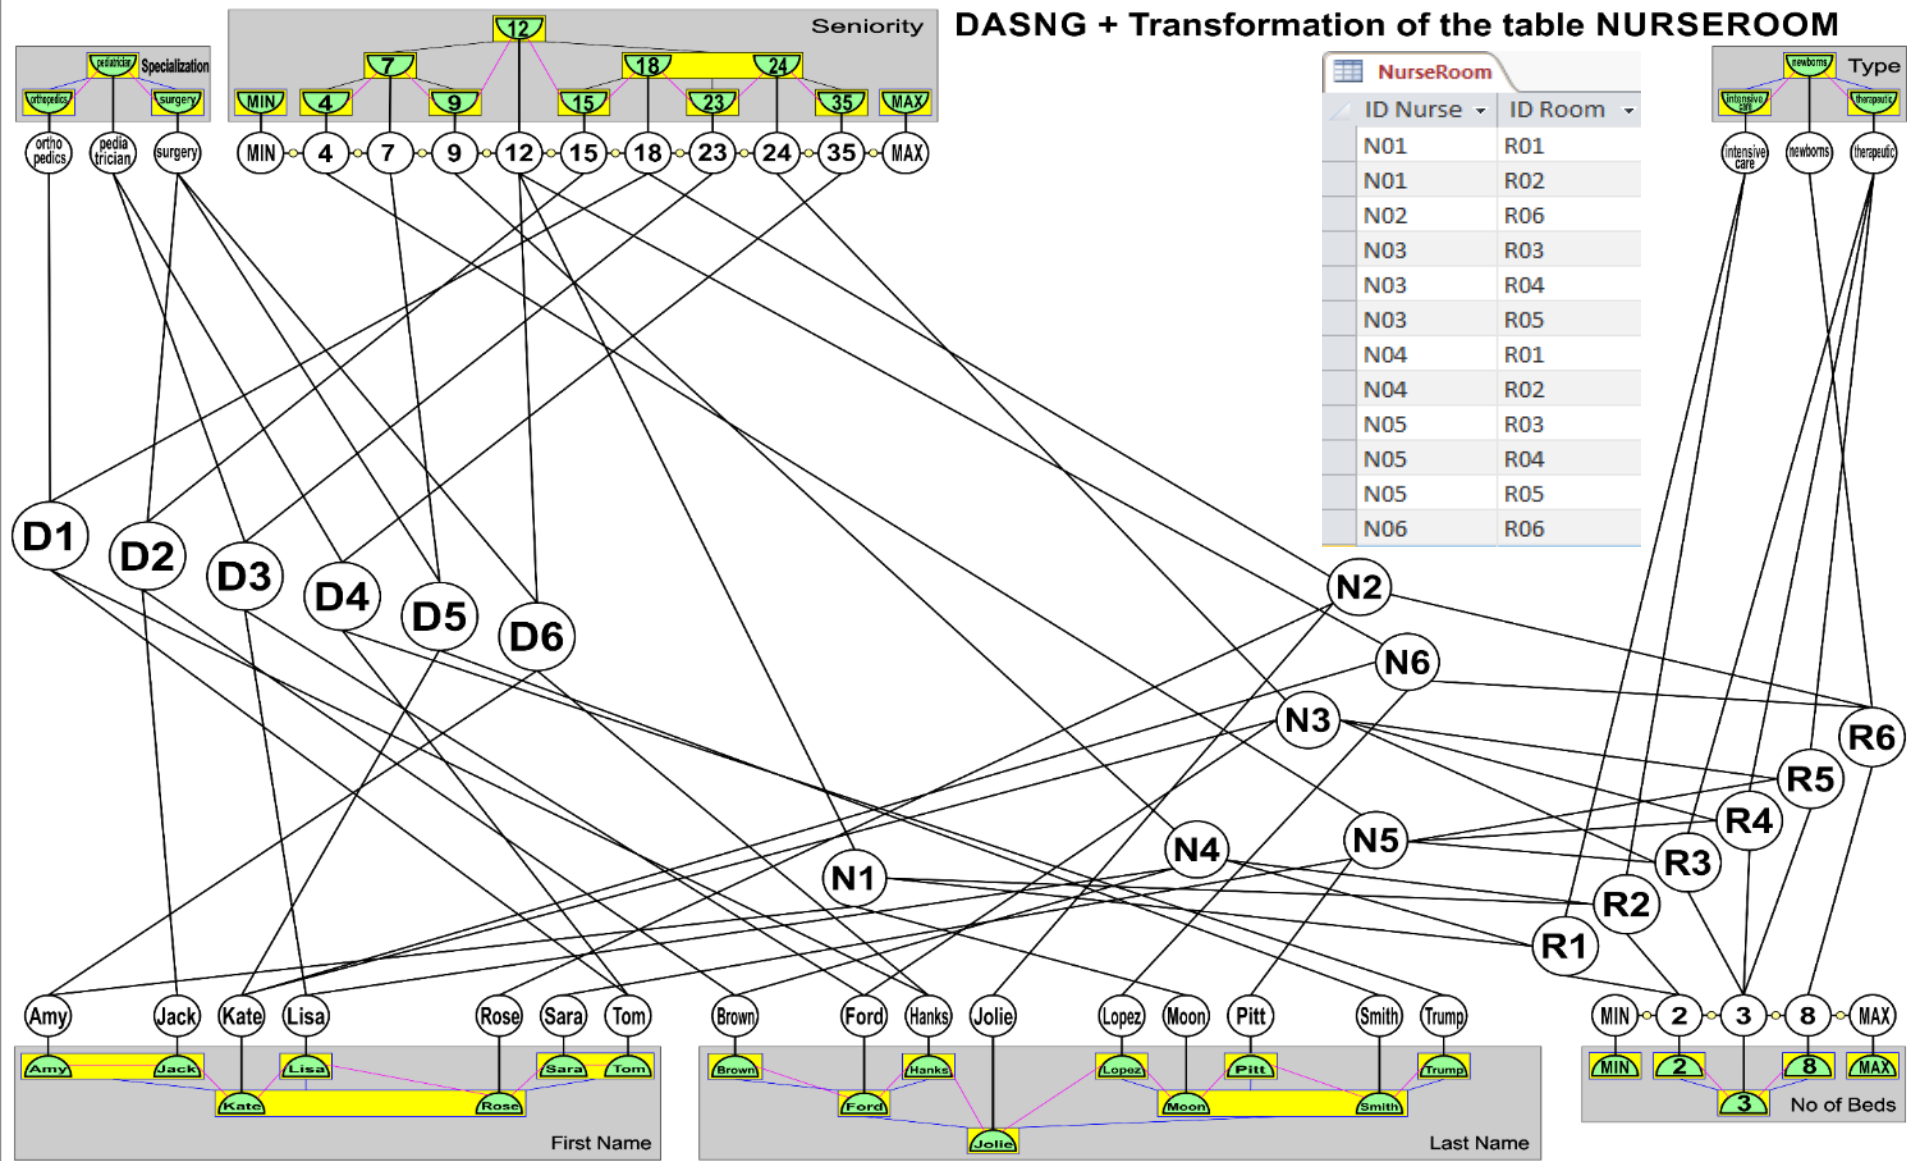 DASNG + Transformation of the table NURSEROOM
Specialization
pediatrician
orthopedics
surgery
ortho
pedics
pedia
trician
surgery
Seniority
12
7
18
24
MIN
4
9
15
23
35
MAX
MIN
4
7
9
12
15
18
23
24
35
MAX
NurseRoom
ID Nurse
ID Room
N01 R01
N01 R02
N02 R06
N03 R03
N03 R04
N03 R05
N04 R01
N04 R02
N05 R03
N05 R04
N05 R05
N06 R06
Type
newborns
intensive
care
therapeutic
intensive
care
newborns
therapeutic
D1
D2
D3
D4
D5
D6
N2
N6
N3
N5
N4
N1
R6
R5
R4
R3
R2
R1
Amy
Jack
Kate
Lisa
Rose
Sara
Tom
Amy
Jack
Lisa
Sara
Tom
Kate
Rose
First Name
Brown
Ford
Hanks
Jolie
Lopez
Moon
Pitt
Smith
Trump
Brown
Hanks
Lopez
Pitt
Trump
Ford
Moon
Smith
Jolie
Last Name
MIN
2
3
8
MAX
MIN
2
8
MAX
3
No of Beds